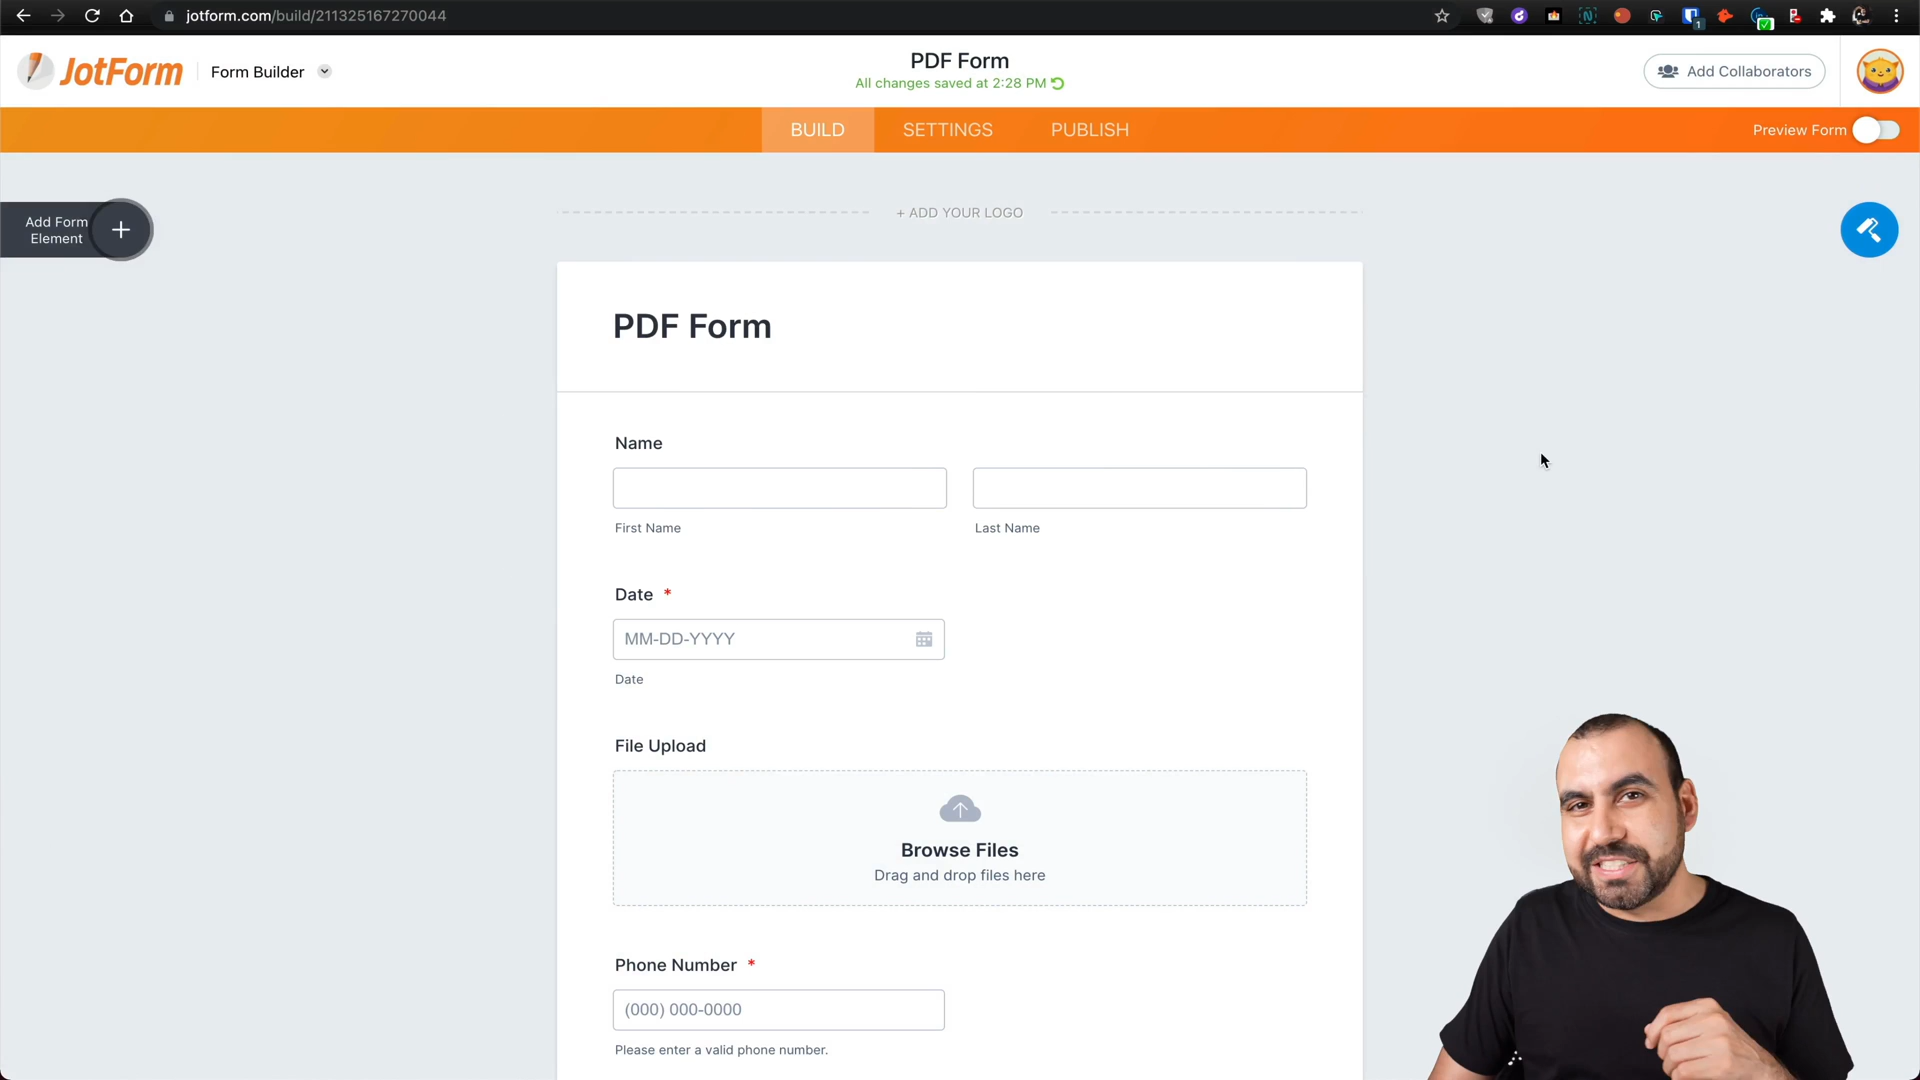 jotform.com/build/211325167270044
1
JotForm
Form Builder
PDF Form
All changes saved at 2:28 PM
Add Collaborators
BUILD
SETTINGS
PUBLISH
Preview Form
Add Form
Element
+ ADD YOUR LOGO
PDF Form
Name
First Name
Last Name
Date *
MM-DD-YYYY
Date
File Upload
Browse Files
Drag and drop files here
Phone Number *
(000) 000-0000
Please enter a valid phone number.